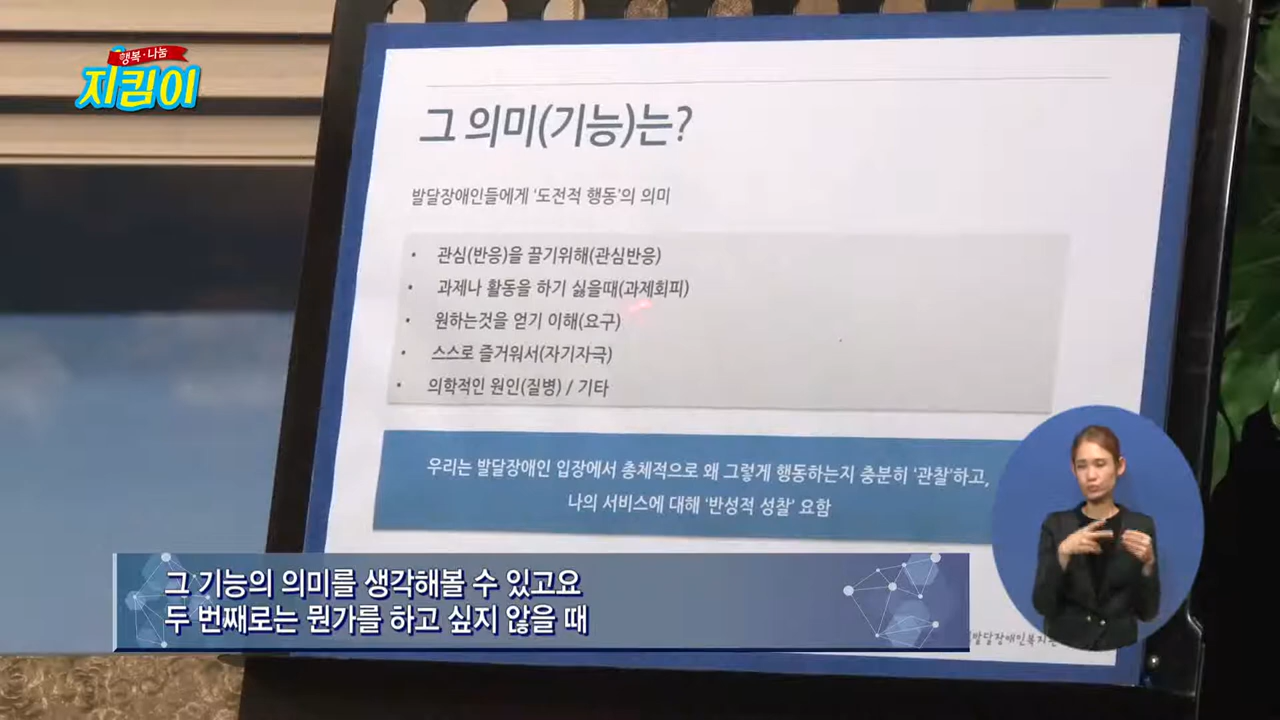 행복·나눔
지킴이
그 의미(기능)는?
발달장애인들에게 '도전적 행동'의 의미
• 관심(반응)을 끌기위해(관심반응)
• 과제나 활동을 하기 싫을때(과제회피)
• 원하는것을 얻기 이해(요구)
• 스스로 즐거워서(자기자극)
• 의학적인 원인(질병) / 기타
우리는 발달장애인 입장에서 총체적으로 왜 그렇게 행동하는지 충분히 '관찰'하고,
나의 서비스에 대해 '반성적 성찰' 요함
그 기능의 의미를 생각해볼 수 있고요
두 번째로는 뭔가를 하고 싶지 않을 때